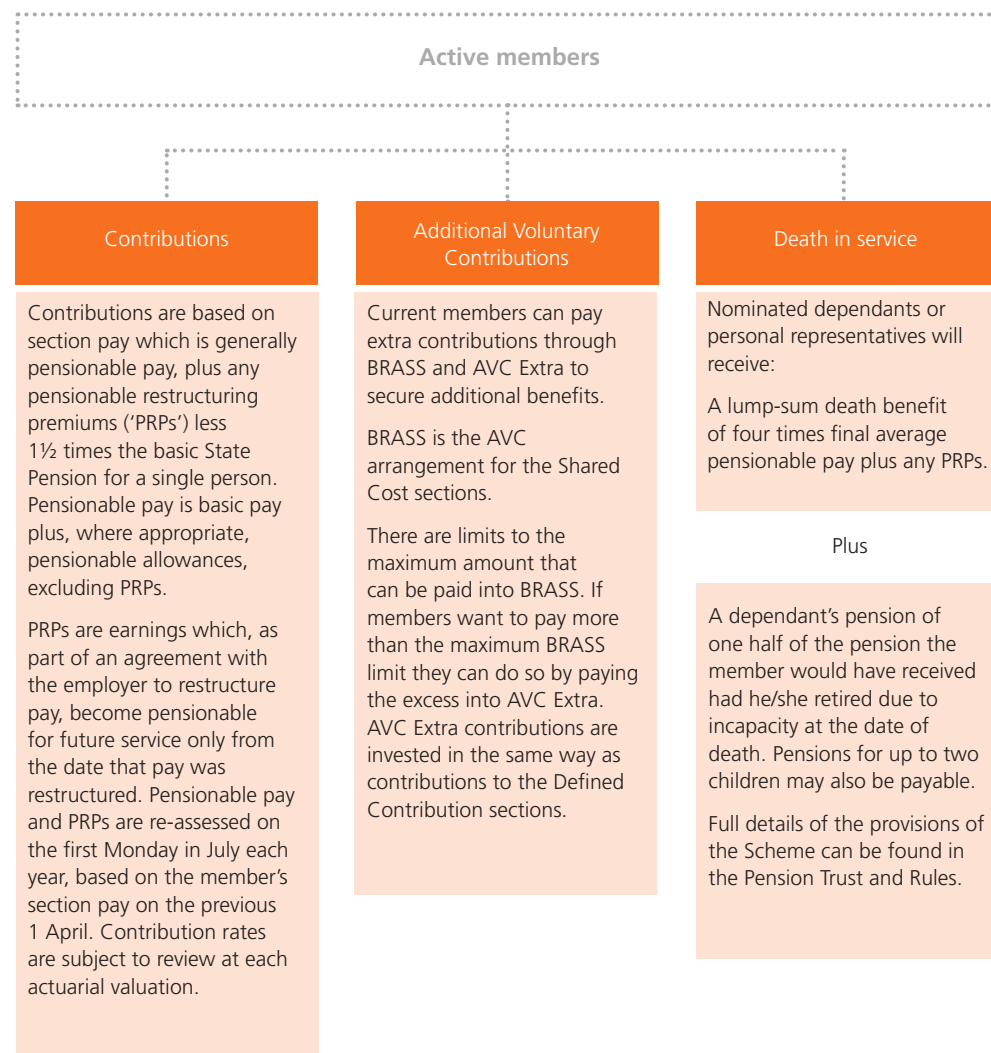 Active members
Contributions
Contributions are based on
section pay which is generally
pensionable pay, plus any
pensionable restructuring
premiums (‘PRPs’) less
1½ times the basic State
Pension for a single person.
Pensionable pay is basic pay
plus, where appropriate,
pensionable allowances,
excluding PRPs.
PRPs are earnings which, as
part of an agreement with
the employer to restructure
pay, become pensionable
for future service only from
the date that pay was
restructured. Pensionable pay
and PRPs are re-assessed on
the first Monday in July each
year, based on the member’s
section pay on the previous
1 April. Contribution rates
are subject to review at each
actuarial valuation.
Additional Voluntary
Contributions
Current members can pay
extra contributions through
BRASS and AVC Extra to
secure additional benefits.
BRASS is the AVC
arrangement for the Shared
Cost sections.
There are limits to the
maximum amount that
can be paid into BRASS. If
members want to pay more
than the maximum BRASS
limit they can do so by paying
the excess into AVC Extra.
AVC Extra contributions are
invested in the same way as
contributions to the Defined
Contribution sections.
Death in service
Nominated dependants or
personal representatives will
receive:
A lump-sum death benefit
of four times final average
pensionable pay plus any PRPs.
Plus
A dependant’s pension of
one half of the pension the
member would have received
had he/she retired due to
incapacity at the date of
death. Pensions for up to two
children may also be payable.
Full details of the provisions of
the Scheme can be found in
the Pension Trust and Rules.